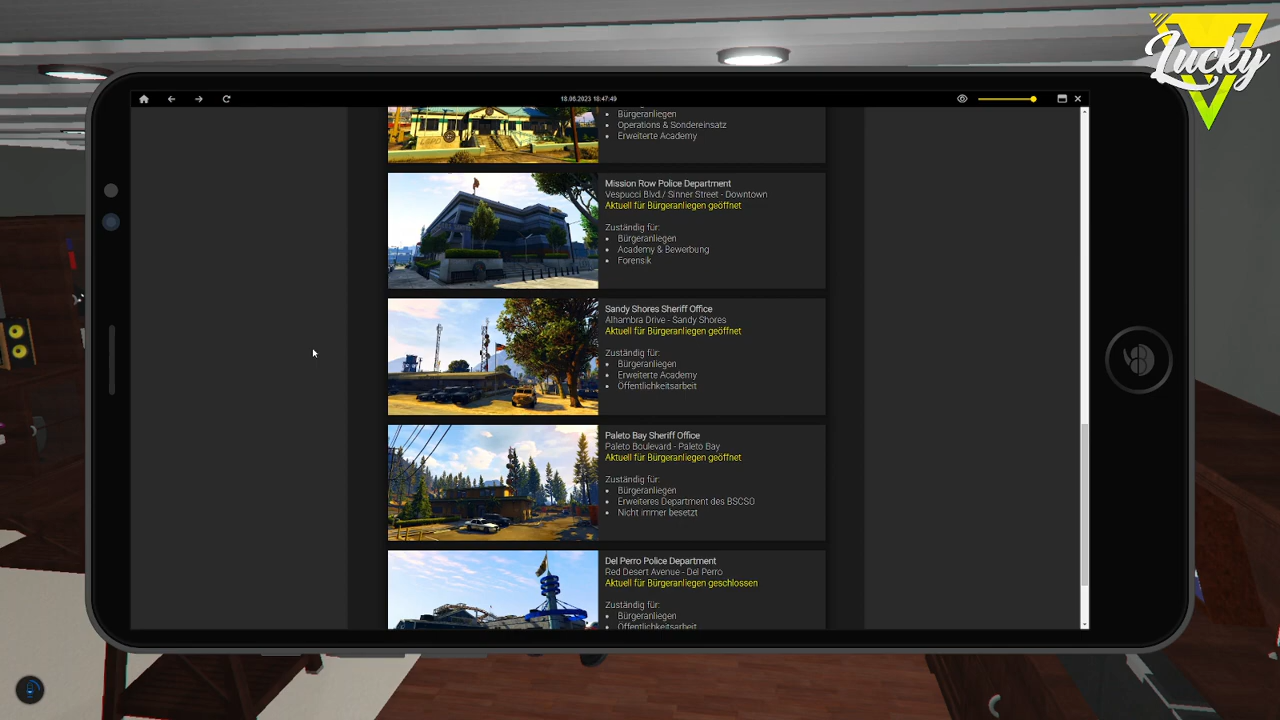 Lucky
18.06.2023 18:47:49
Bürgeranliegen
Operations & Sondereinsatz
Erweiterte Academy
Mission Row Police Department
Vespucci Blvd./ Sinner Street - Downtown
Aktuell für Bürgeranliegen geöffnet
Zuständig für:
Bürgeranliegen
Academy & Bewerbung
Forensik
Sandy Shores Sheriff Office
Alhambra Drive - Sandy Shores
Aktuell für Bürgeranliegen geöffnet
Zuständig für:
Bürgeranliegen
Erweiterte Academy
Öffentlichkeitsarbeit
Paleto Bay Sheriff Office
Paleto Boulevard - Paleto Bay
Aktuell für Bürgeranliegen geöffnet
Zuständig für:
Bürgeranliegen
Erweiteres Department des BSCSO
Nicht immer besetzt
Del Perro Police Department
Red Desert Avenue - Del Perro
Aktuell für Bürgeranliegen geschlossen
Zuständig für:
Bürgeranliegen
Öffentlichkeitsarbeit